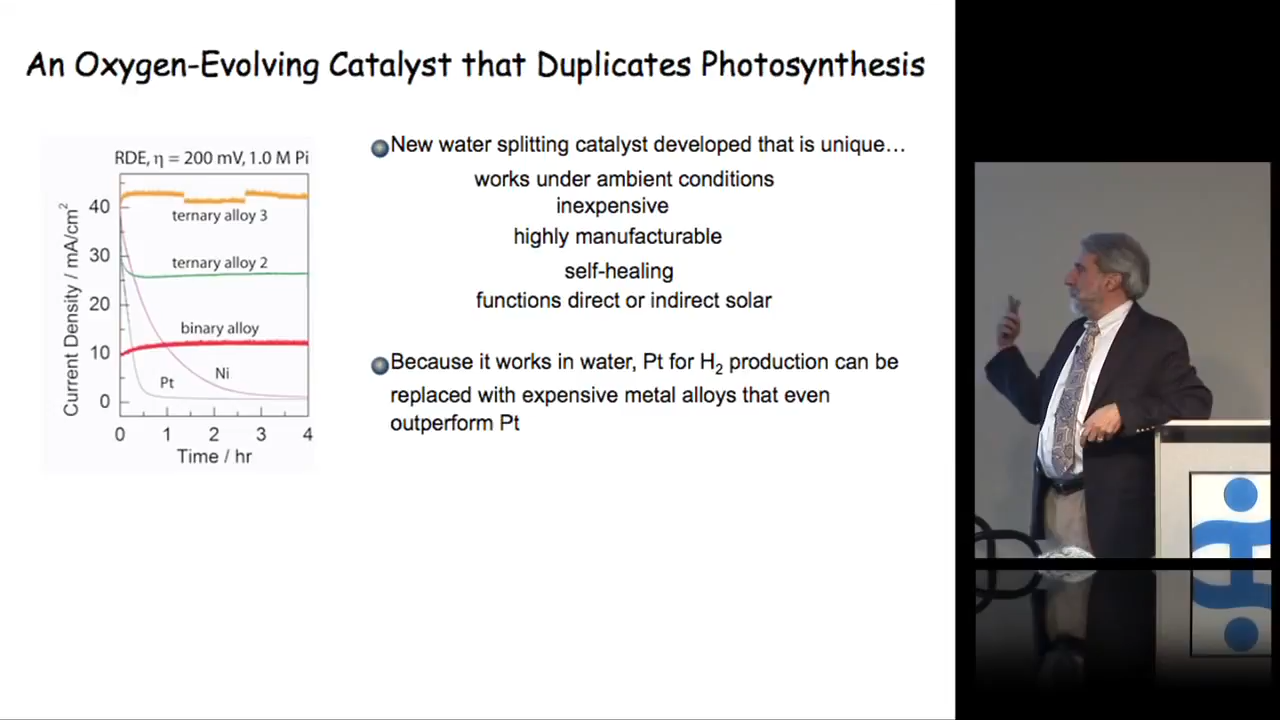 An Oxygen-Evolving Catalyst that Duplicates Photosynthesis
RDE, η = 200 mV, 1.0 M Pi
Current Density / mA/cm²
40
30
20
10
0
ternary alloy 3
ternary alloy 2
binary alloy
Pt
Ni
0 1 2 3 4
Time / hr
New water splitting catalyst developed that is unique…
works under ambient conditions
inexpensive
highly manufacturable
self-healing
functions direct or indirect solar
Because it works in water, Pt for H₂ production can be
replaced with expensive metal alloys that even
outperform Pt